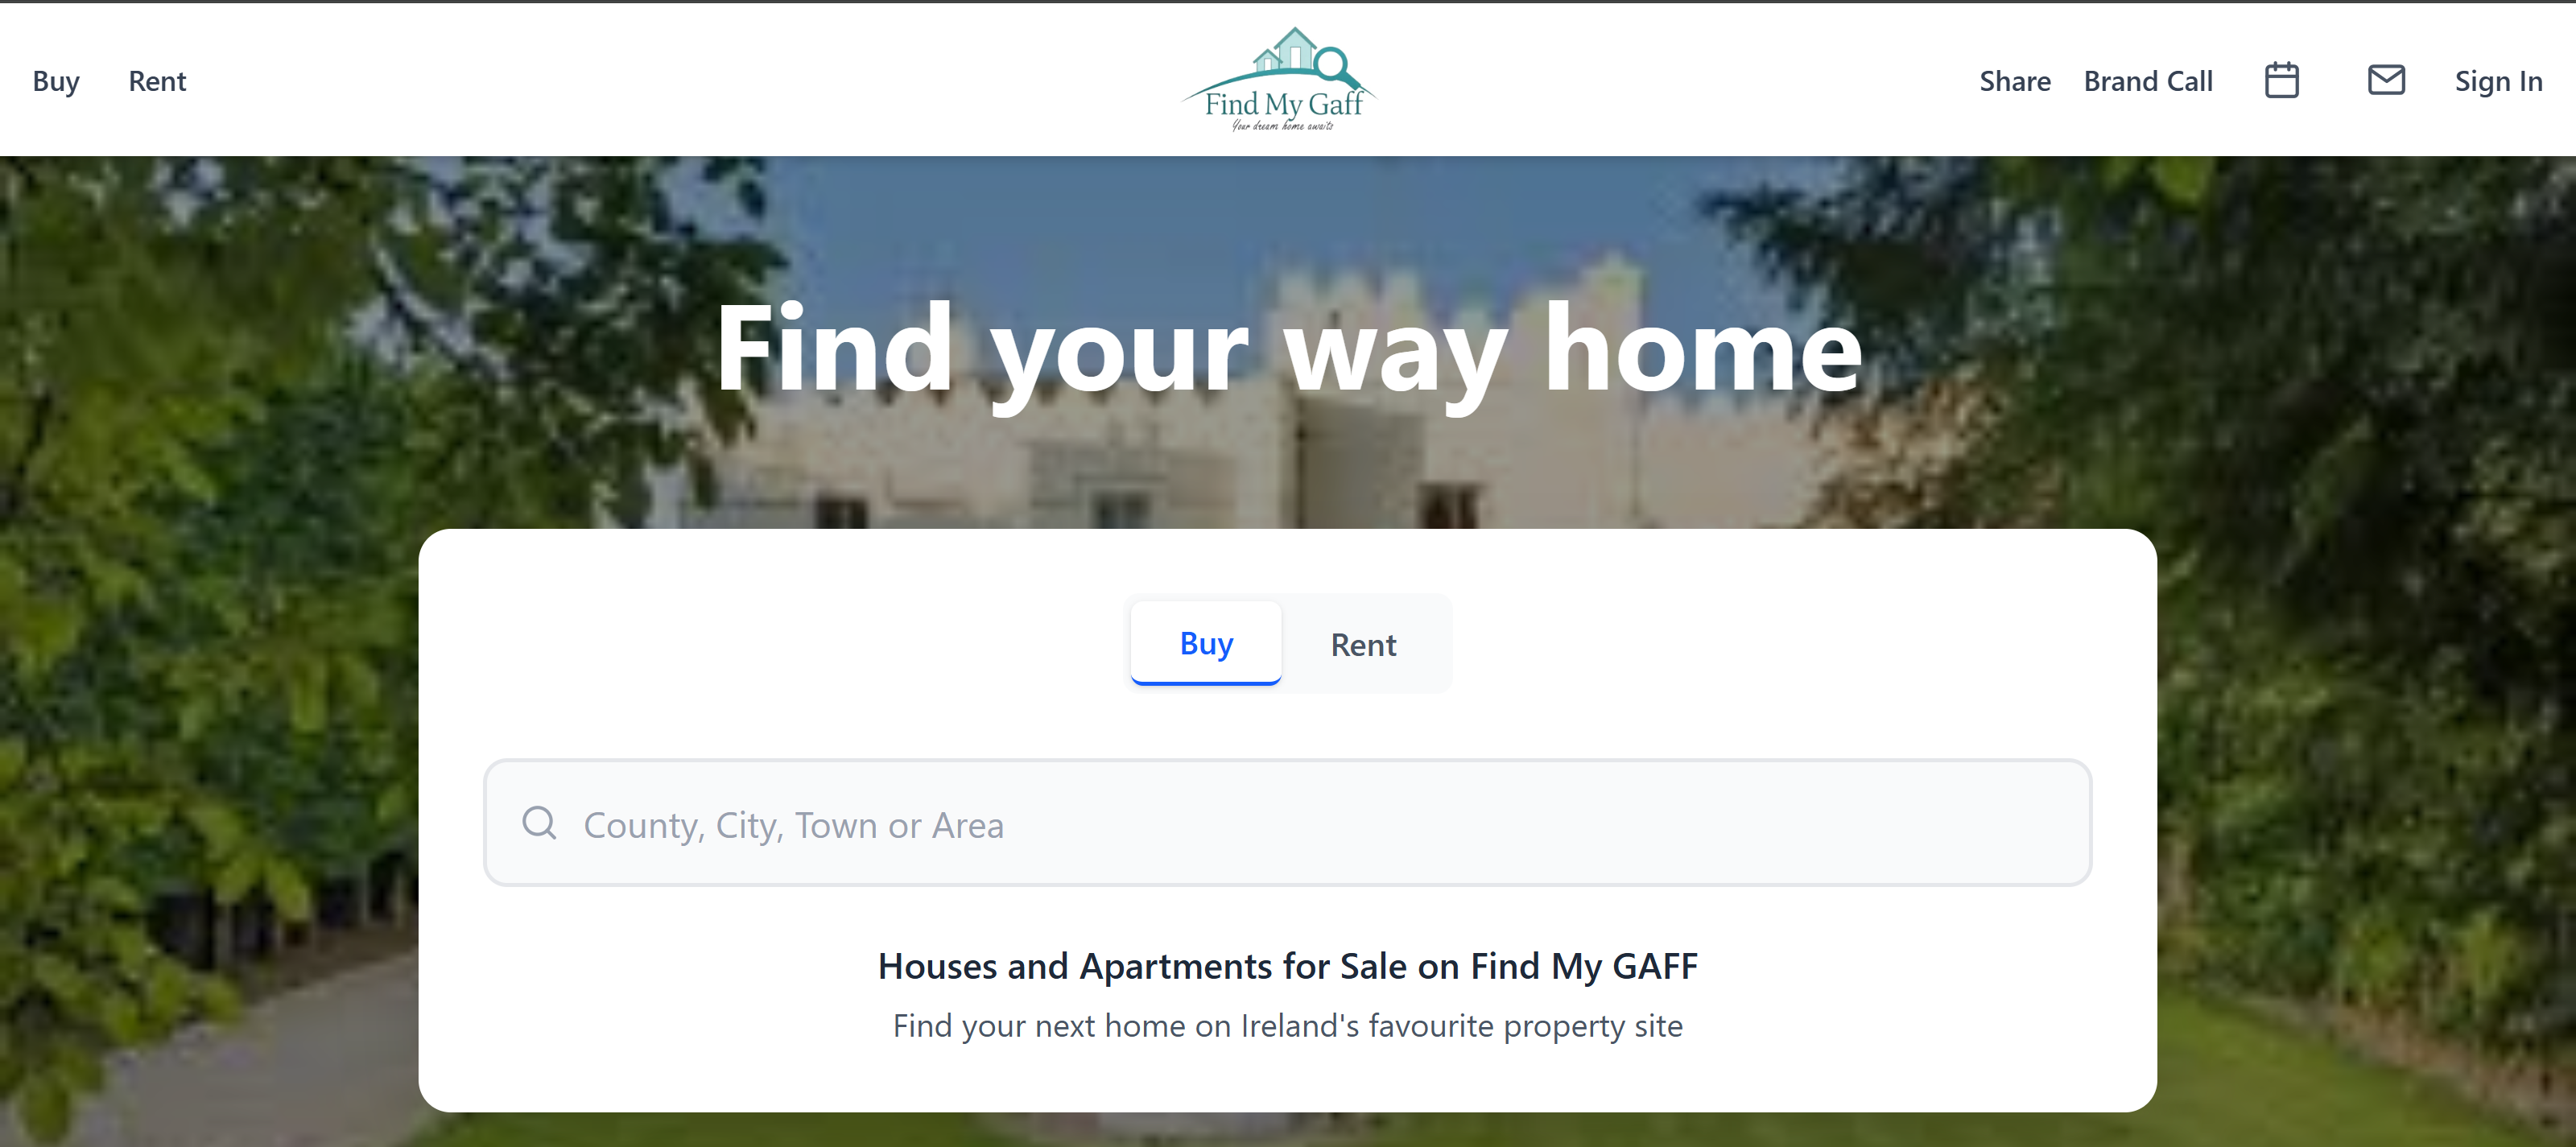 Buy Rent
Find My Gaff
Your dream home awaits
Share Brand Call Sign In
Find your way home
Buy Rent
County, City, Town or Area
Houses and Apartments for Sale on Find My GAFF
Find your next home on Ireland's favourite property site